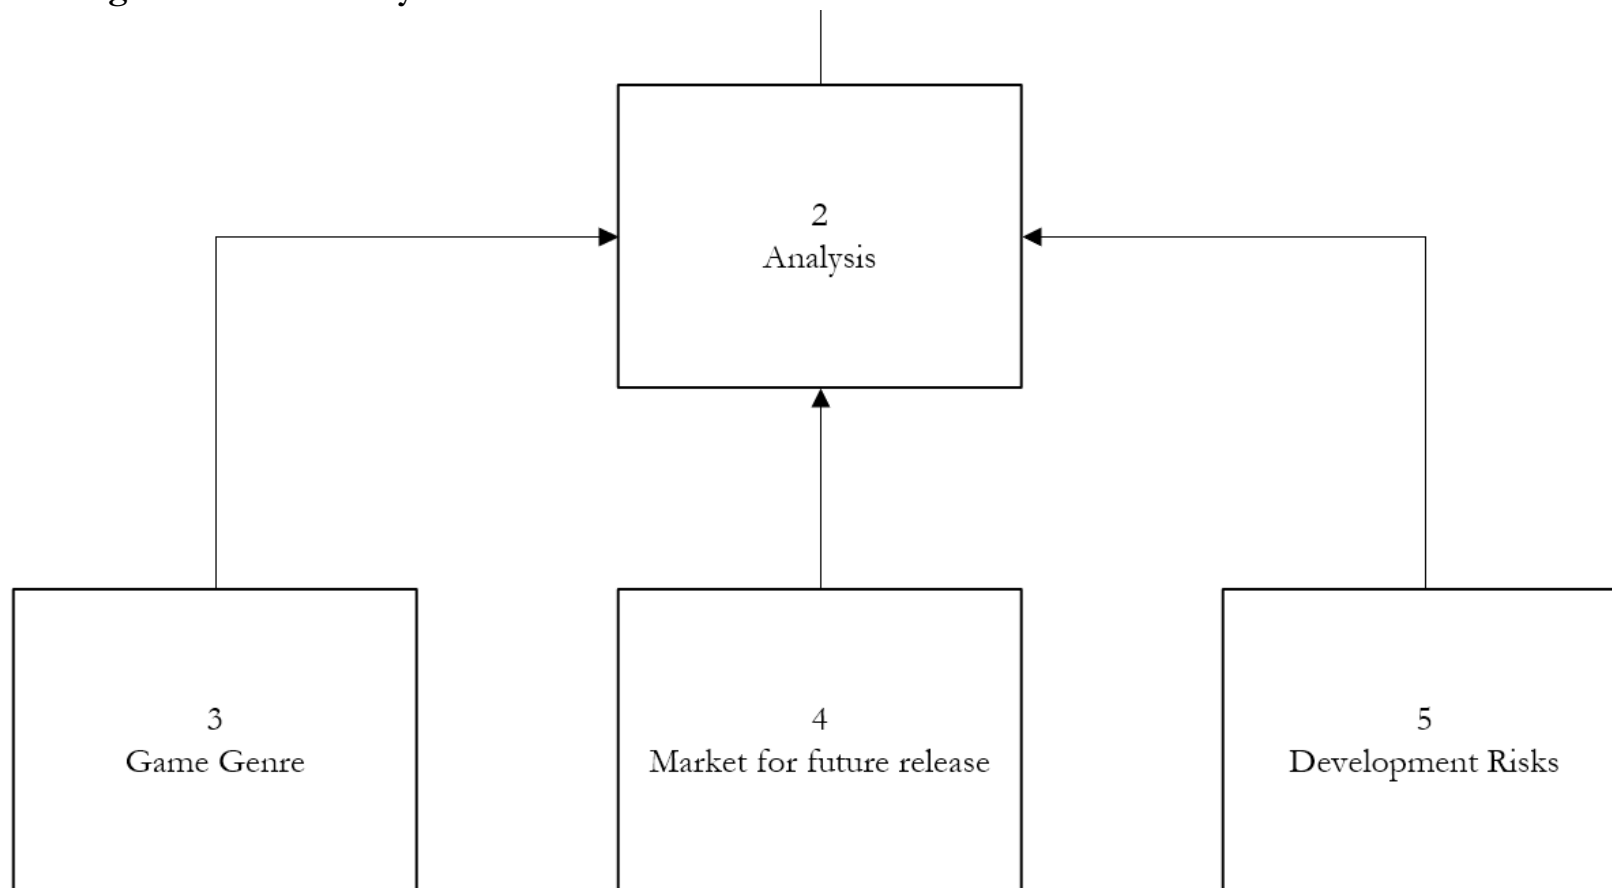 2
Analysis
3
Game Genre
4
Market for future release
5
Development Risks